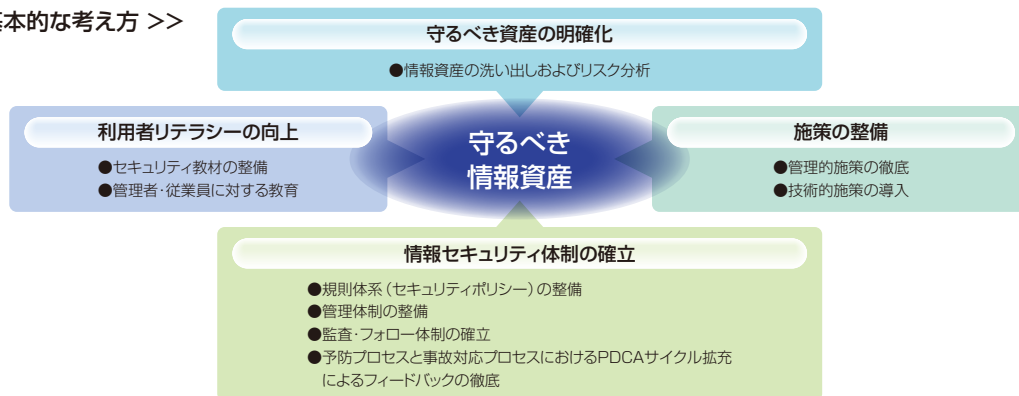 本的な考え方 >>
守るべき資産の明確化
●情報資産の洗い出しおよびリスク分析
利用者リテラシーの向上
●セキュリティ教材の整備
●管理者・従業員に対する教育
守るべき
情報資産
施策の整備
●管理的施策の徹底
●技術的施策の導入
情報セキュリティ体制の確立
●規則体系（セキュリティポリシー）の整備
●管理体制の整備
●監査・フォロー体制の確立
●予防プロセスと事故対応プロセスにおけるPDCAサイクル拡充
によるフィードバックの徹底